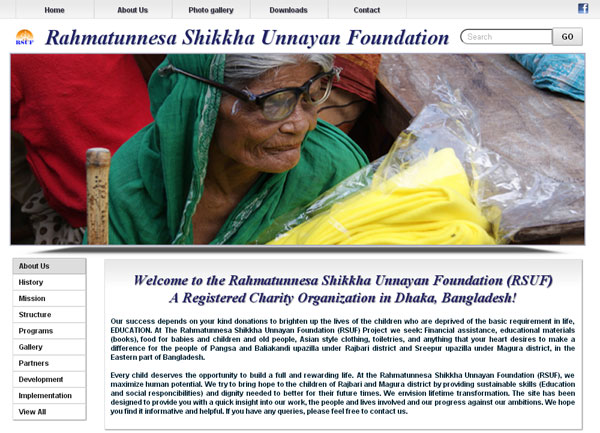 Home About Us Photo gallery Downloads Contact
RSUF Rahmatunnesa Shikkha Unnayan Foundation Search GO
About Us
History
Mission
Structure
Programs
Gallery
Partners
Development
Implementation
View All
Welcome to the Rahmatunnesa Shikkha Unnayan Foundation (RSUF)
A Registered Charity Organization in Dhaka, Bangladesh!
Our success depends on your kind donations to brighten up the lives of the children who are deprived of the basic requirement in life,
EDUCATION. At The Rahmatunnesa Shikkha Unnayan Foundation (RSUF) Project we seek: Financial assistance, educational materials
(books), food for babies and children and old people, Asian style clothing, toiletries, and anything that your heart desires to make a
difference for the people of Pangsa and Baliakandi upazilla under Rajbari district and Sreepur upazilla under Magura district, in the
Eastern part of Bangladesh.
Every child deserves the opportunity to build a full and rewarding life. At the Rahmatunnesa Shikkha Unnayan Foundation (RSUF), we
maximize human potential. We try to bring hope to the children of Rajbari and Magura district by providing sustainable skills (Education
and social responcibilities) and dignity needed to better for their future times. We envision lifetime transformation. The site has been
designed to provide you with a quick insight into our work, the people and lives involved and our progress against our ambitions. We hope
you find it informative and helpful. If you have any queries, please feel free to contact us.